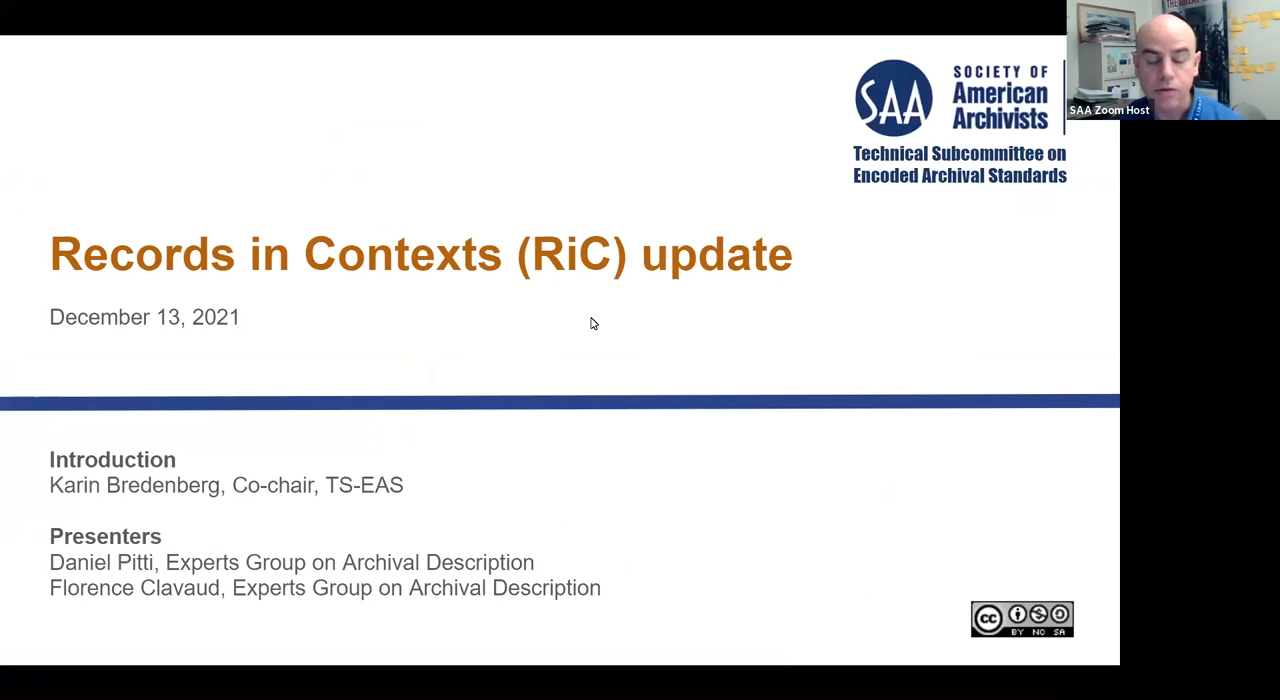 SAA
SOCIETY OF
American
Archivists
Technical Subcommittee on
Encoded Archival Standards
SAA Zoom Host
Records in Contexts (RiC) update
December 13, 2021
Introduction
Karin Bredenberg, Co-chair, TS-EAS
Presenters
Daniel Pitti, Experts Group on Archival Description
Florence Clavaud, Experts Group on Archival Description
cc
BY NC SA